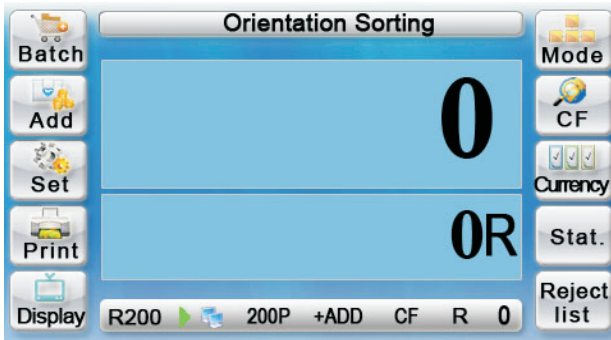 Orientation Sorting
Batch
Add
Set
Print
Display
0
0R
R200 200P +ADD CF R 0
Mode
CF
Currency
Stat.
Reject
list